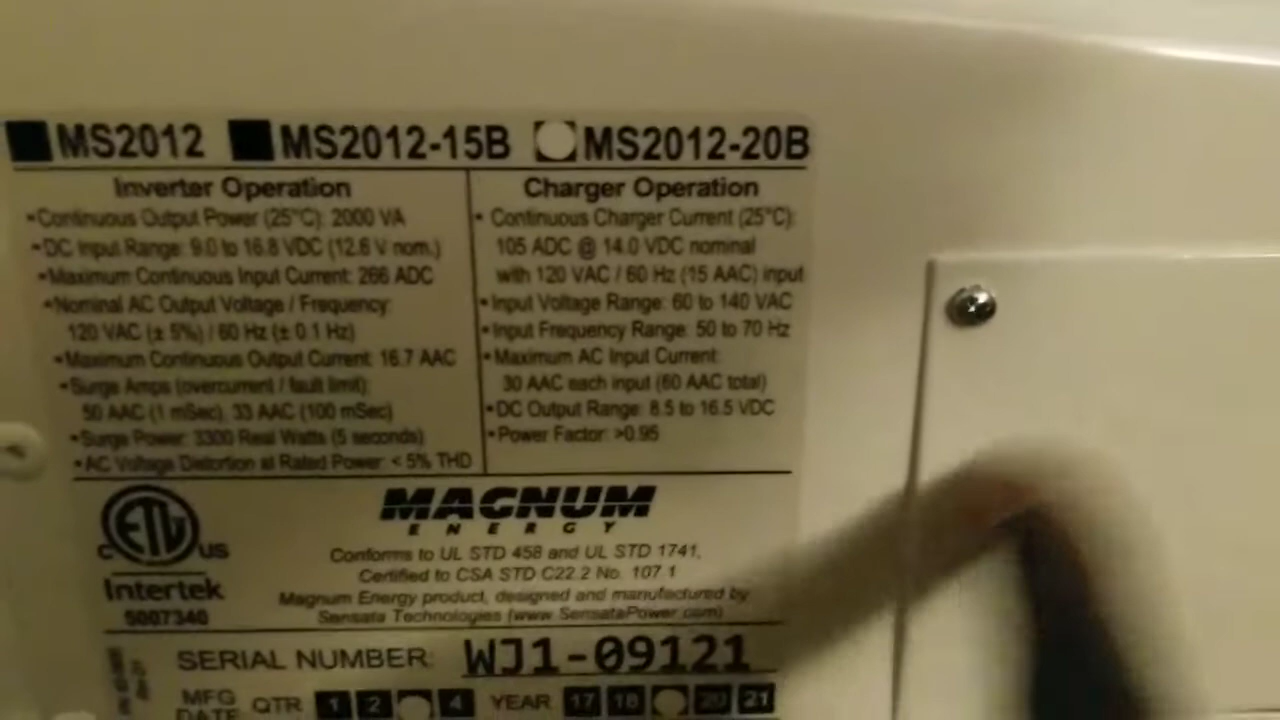 MS2012 MS2012-15B MS2012-20B
Inverter Operation
•Continuous Output Power (25°C): 2000 VA
•DC Input Range: 9.0 to 16.8 VDC (12.6 V nom.)
•Maximum Continuous Input Current: 266 ADC
•Nominal AC Output Voltage / Frequency:
120 VAC (± 5%) / 60 Hz (± 0.1 Hz)
•Maximum Continuous Output Current: 16.7 AAC
•Surge Amps (overcurrent / fault limit):
50 AAC (1 mSec), 33 AAC (100 mSec)
•Surge Power: 3300 Real Watts (5 seconds)
•AC Voltage Distortion at Rated Power: < 5% THD
Charger Operation
• Continuous Charger Current (25°C):
105 ADC @ 14.0 VDC nominal
with 120 VAC / 60 Hz (15 AAC) input
•Input Voltage Range: 60 to 140 VAC
•Input Frequency Range: 50 to 70 Hz
•Maximum AC Input Current:
30 AAC each input (60 AAC total)
•DC Output Range: 8.5 to 16.5 VDC
•Power Factor: >0.95
ETL
C US
Intertek
5007340
MAGNUM
ENERGY
Conforms to UL STD 458 and UL STD 1741,
Certified to CSA STD C22.2 No. 107.1
Magnum Energy product, designed and manufactured by
Sensata Technologies (www.SensataPower.com)
SERIAL NUMBER: WJ1-09121
MFG
DATE QTR 1 2 4 YEAR 17 18 20 21